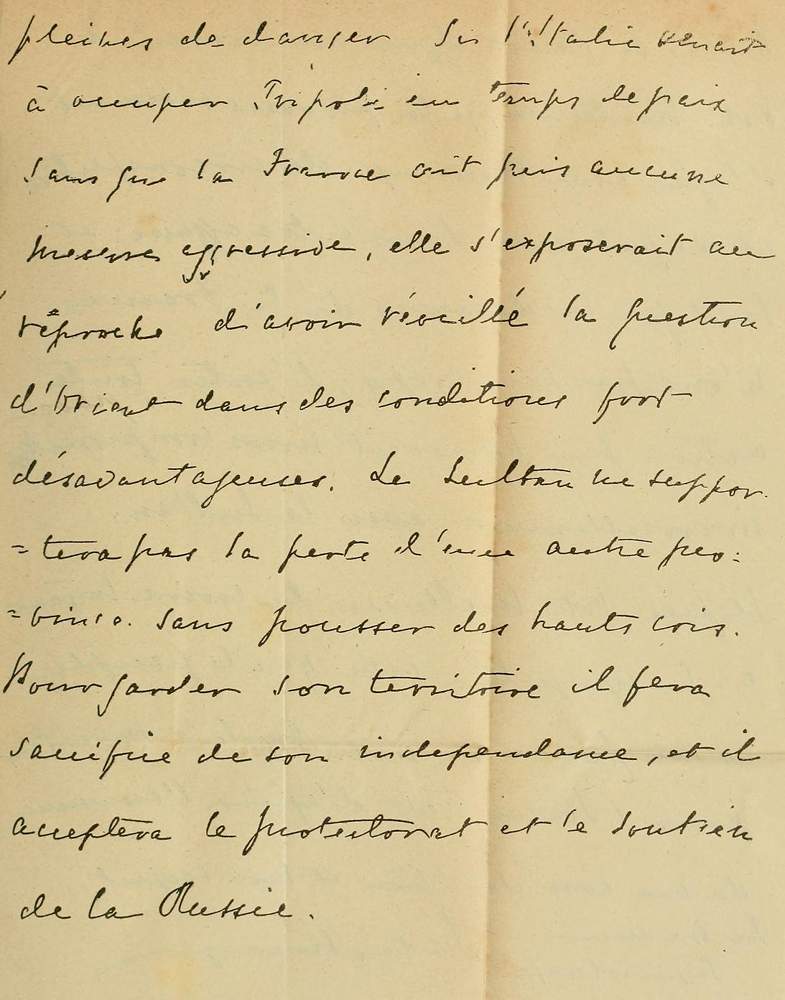 pleines de danger Si l'Italie venait
à occuper Tripoli en temps de paix
sans que la France ait pris aucune
mesure aggressive, elle s'exposerait au
reproche d'avoir réveillé la question
d'Orient dans des conditions fort
désavantageuses. Le Sultan ne suppor-
=tera pas la perte d'une autre pro:
=vince. sans pousser des hauts cris.
Pour garder son territoire il fera
sacrifice de son independance, et il
acceptera le protectorat et le soutien
de la Russie.